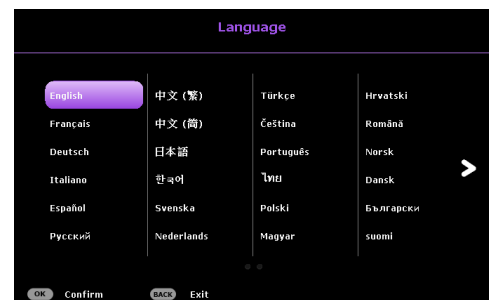 Language
English
Français
Deutsch
Italiano
Español
Русский
中文 (繁)
中文 (简)
日本語
한국어
Svenska
Nederlands
Türkçe
Čeština
Português
ไทย
Polski
Magyar
Hrvatski
Română
Norsk
Dansk
Български
suomi
OK Confirm BACK Exit